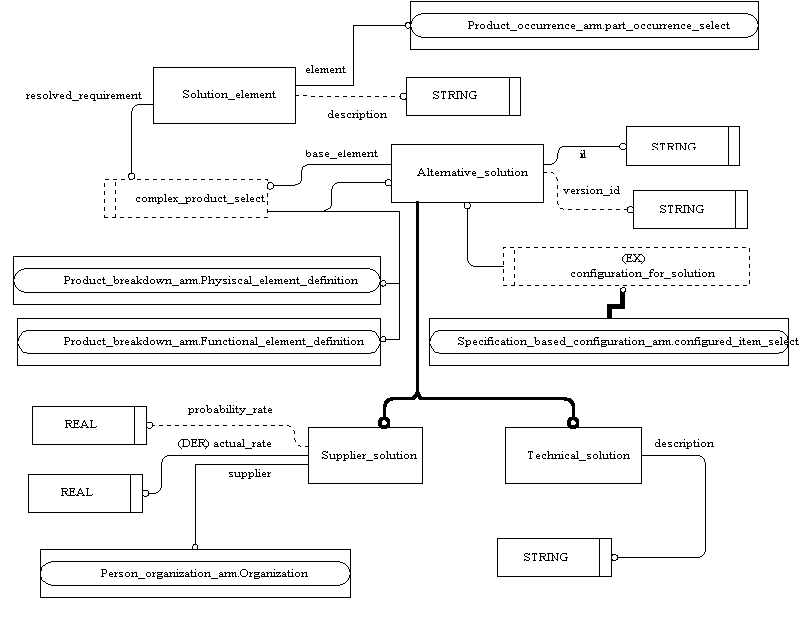 Product_occurrence_arm.part_occurrence_select
element
resolved_requirement
Solution_element
STRING
description
base_element
Alternative_solution
STRING
complex_product_select
version_id
STRING
(EX)
configuration_for_solution
Product_breakdown_arm.Physiscal_element_definition
Product_breakdown_arm.Functional_element_definition
Specification_based_configuration_arm.configured_item_select
probability_rate
REAL
(DER) actual_rate
Supplier_solution
Technical_solution
description
supplier
REAL
STRING
Person_organization_arm.Organization